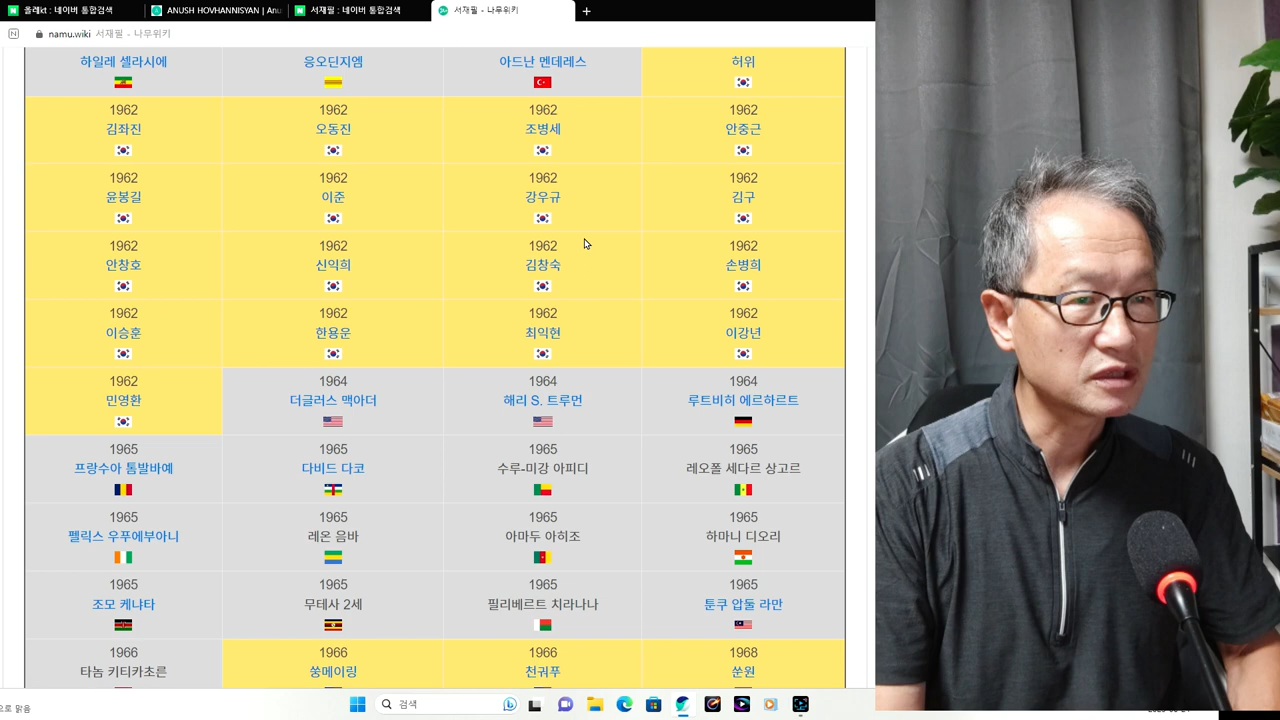 올레kt : 네이버 통합검색
ANUSH HOVHANNISYAN | Anu
서재필 : 네이버 통합검색
서재필 - 나무위키
namu.wiki 서재필 - 나무위키
하일레 셀라시에 응오딘지엠 아드난 멘데레스 허위
1962 1962 1962 1962
김좌진 오동진 조병세 안중근
1962 1962 1962 1962
윤봉길 이준 강우규 김구
1962 1962 1962 1962
안창호 신익희 김창숙 손병희
1962 1962 1962 1962
이승훈 한용운 최익현 이강년
1962 1964 1964 1964
민영환 더글러스 맥아더 해리 S. 트루먼 루트비히 에르하르트
1965 1965 1965 1965
프랑수아 톰발바예 다비드 다코 수루-미강 아피디 레오폴 세다르 상고르
1965 1965 1965 1965
펠릭스 우푸에부아니 레온 음바 아마두 아히조 하마니 디오리
1965 1965 1965 1965
조모 케냐타 무테사 2세 필리베르트 치라나나 툰쿠 압둘 라만
1966 1966 1966 1968
타놈 키티카초른 쑹메이링 천궈푸 쑨원
으로 맑음
검색